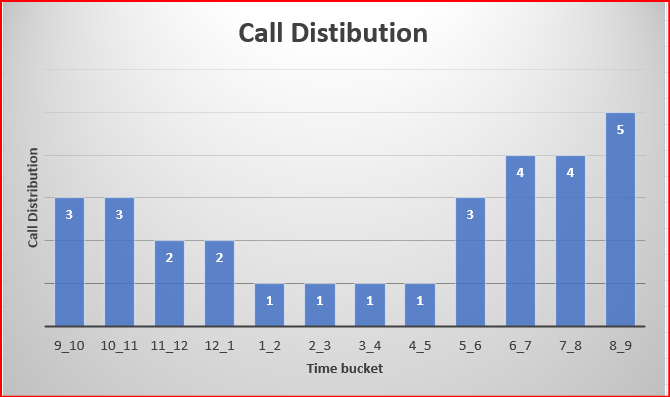 Call Distibution
Call Distribution
3 3 2 2 1 1 1 1 3 4 4 5
9_10 10_11 11_12 12_1 1_2 2_3 3_4 4_5 5_6 6_7 7_8 8_9
Time bucket